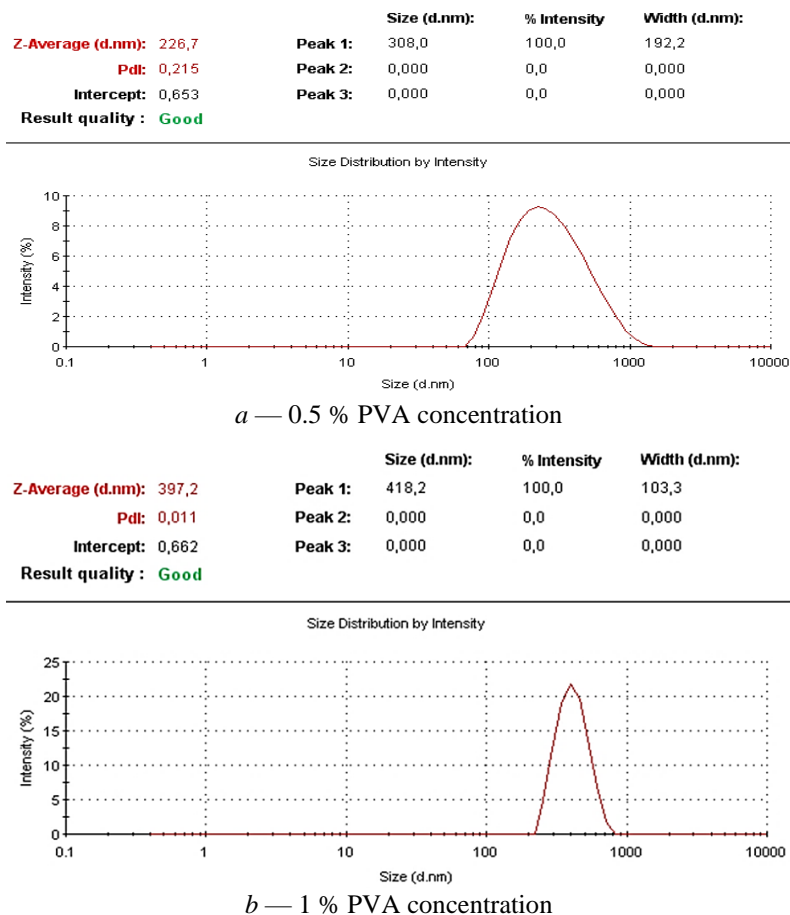 Size (d.nm): % Intensity Width (d.nm):
Z-Average (d.nm): 226,7 Peak 1: 308,0 100,0 192,2
PdI: 0,215 Peak 2: 0,000 0,0 0,000
Intercept: 0,653 Peak 3: 0,000 0,0 0,000
Result quality : Good
Size Distribution by Intensity
Intensity (%)
10
8
6
4
2
0
0.1 1 10 100 1000 10000
Size (d.nm)
a — 0.5 % PVA concentration
Size (d.nm): % Intensity Width (d.nm):
Z-Average (d.nm): 397,2 Peak 1: 418,2 100,0 103,3
PdI: 0,011 Peak 2: 0,000 0,0 0,000
Intercept: 0,662 Peak 3: 0,000 0,0 0,000
Result quality : Good
Size Distribution by Intensity
Intensity (%)
25
20
15
10
5
0
0.1 1 10 100 1000 10000
Size (d.nm)
b — 1 % PVA concentration